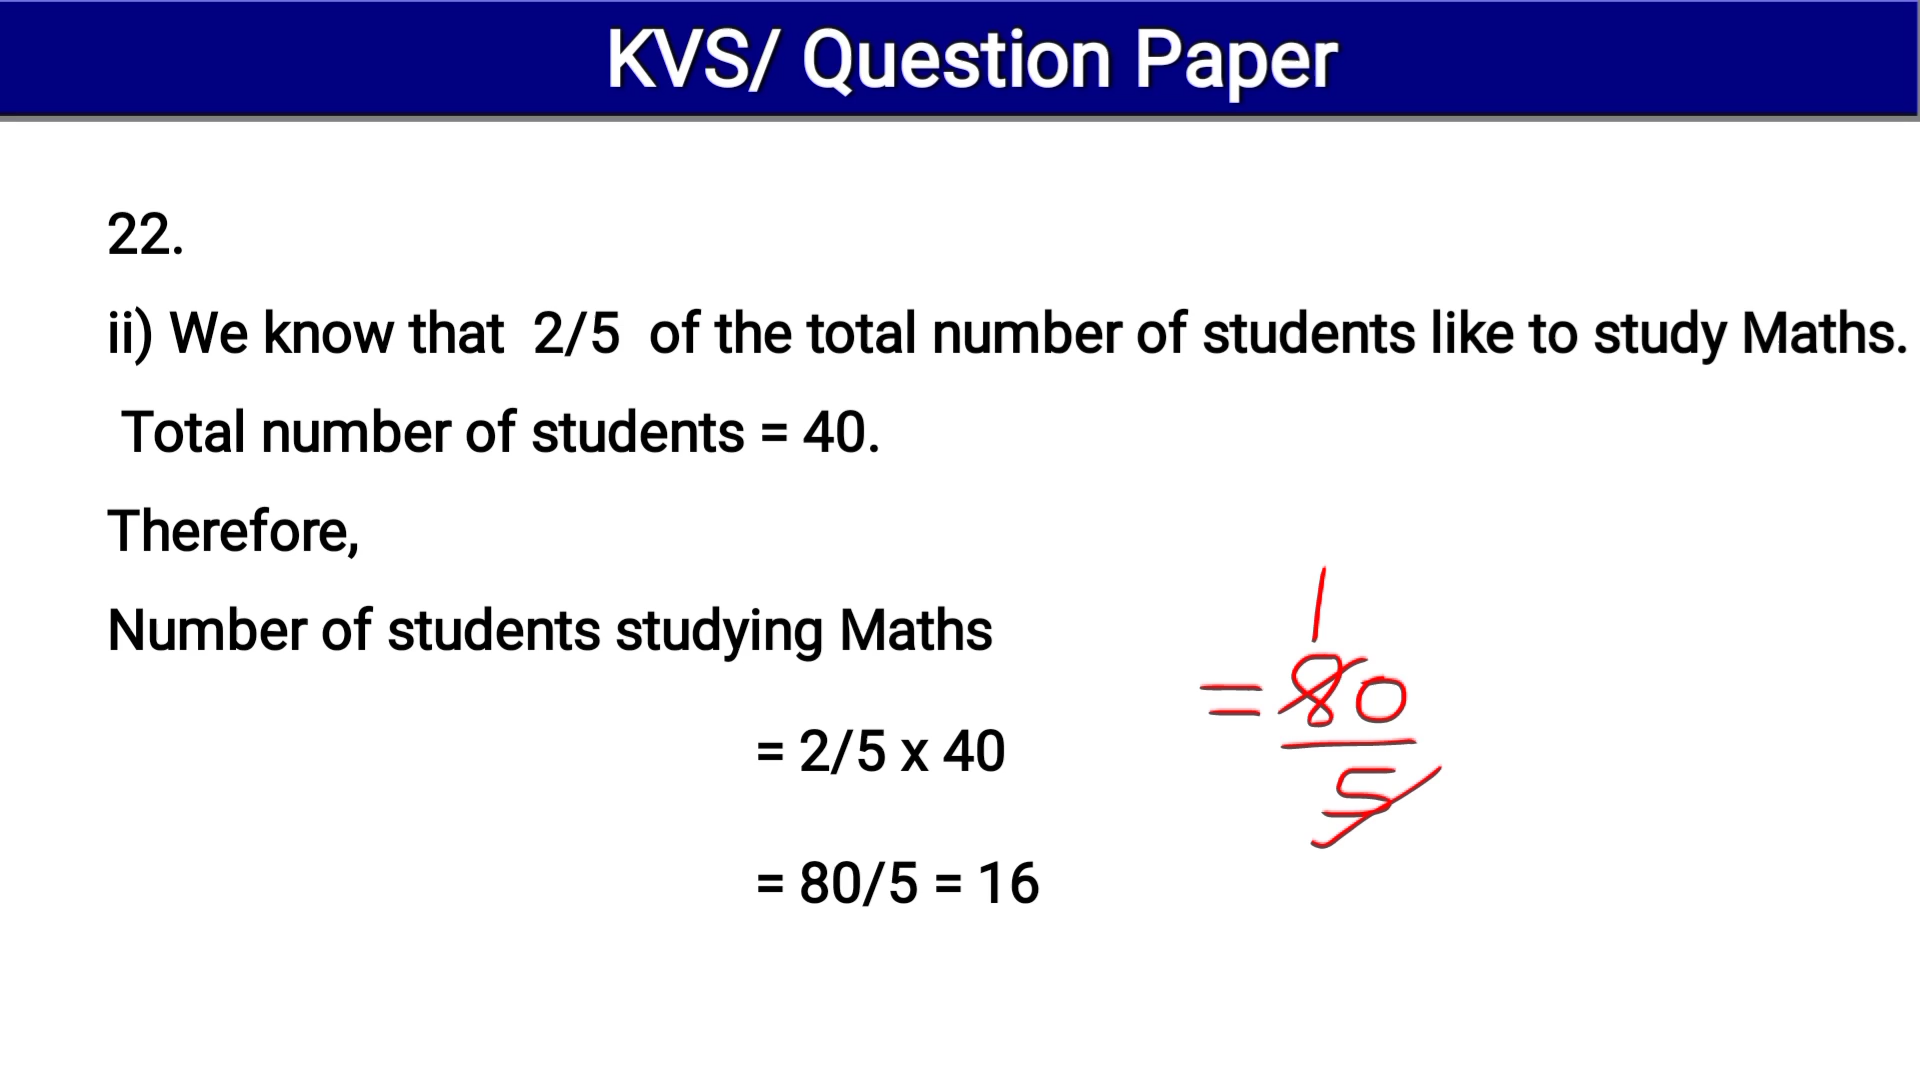 KVS/ Question Paper
22.
ii) We know that 2/5 of the total number of students like to study Maths.
Total number of students = 40.
Therefore,
Number of students studying Maths
= 2/5 x 40
= 80/5 = 16
1
= 80
5